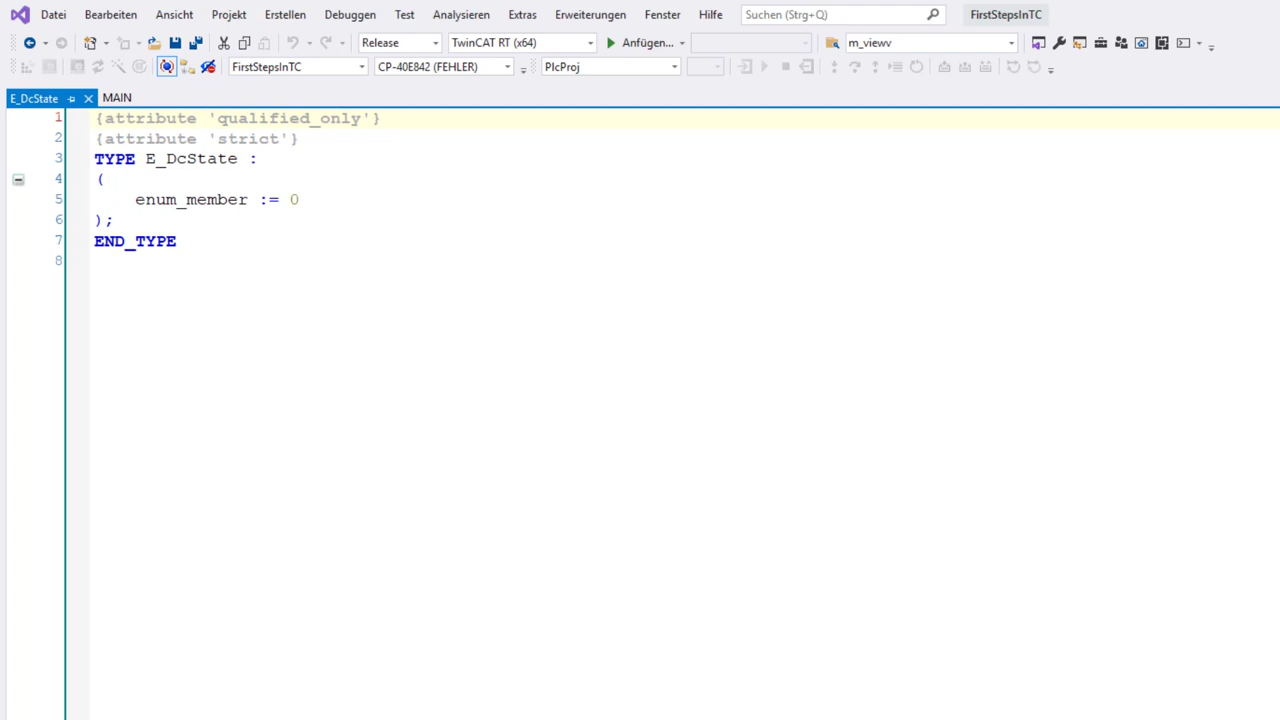 Datei Bearbeiten Ansicht Projekt Erstellen Debuggen Test Analysieren Extras Erweiterungen Fenster Hilfe Suchen (Strg+Q) FirstStepsInTC
Release TwinCAT RT (x64) Anfügen... m_viewv
FirstStepsInTC CP-40E842 (FEHLER) PlcProj
E_DcState MAIN
1 {attribute 'qualified_only'}
2 {attribute 'strict'}
3 TYPE E_DcState :
4 (
5 enum_member := 0
6 );
7 END_TYPE
8